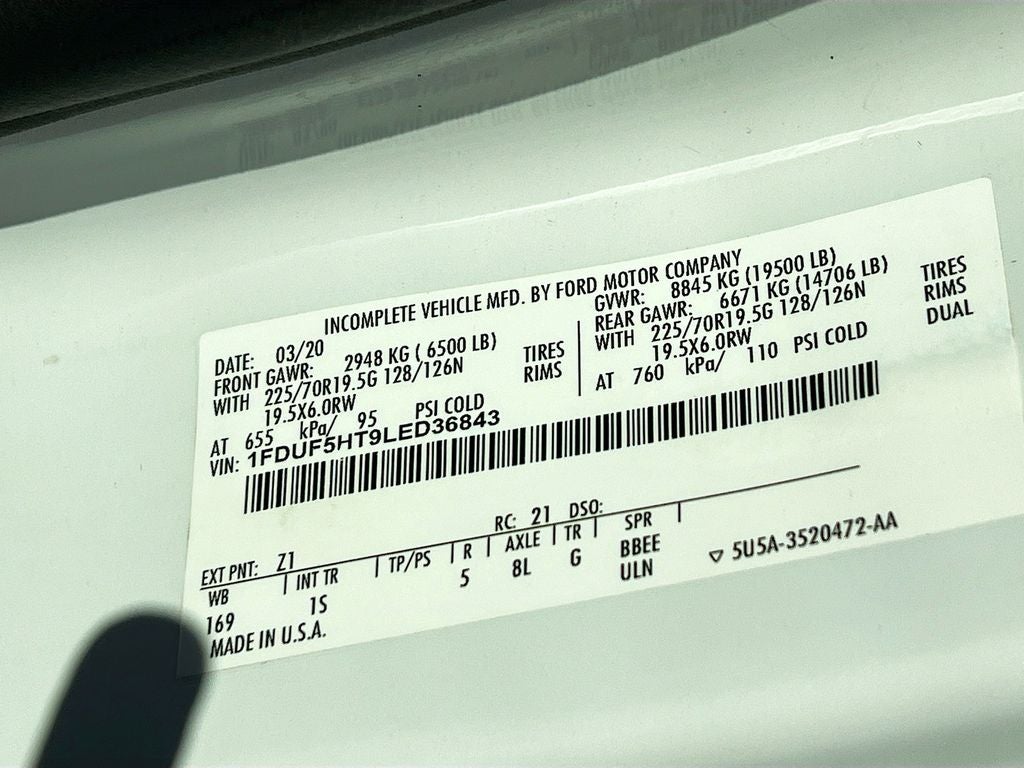 INCOMPLETE VEHICLE MFD. BY FORD MOTOR COMPANY
DATE: 03/20
FRONT GAWR: 2948 KG ( 6500 LB)
WITH 225/70R19.5G 128/126N TIRES
19.5X6.0RW RIMS
AT 655 kPa/ 95 PSI COLD
GVWR: 8845 KG (19500 LB)
REAR GAWR: 6671 KG (14706 LB)
WITH 225/70R19.5G 128/126N TIRES
19.5X6.0RW RIMS
AT 760 kPa/ 110 PSI COLD DUAL
VIN: 1FDUF5HT9LED36843
EXT PNT: Z1 RC: 21 DSO:
WB INT TR TP/PS R AXLE TR SPR
169 1S 5 8L G BBEE
ULN
▽ 5U5A-3520472-AA
MADE IN U.S.A.